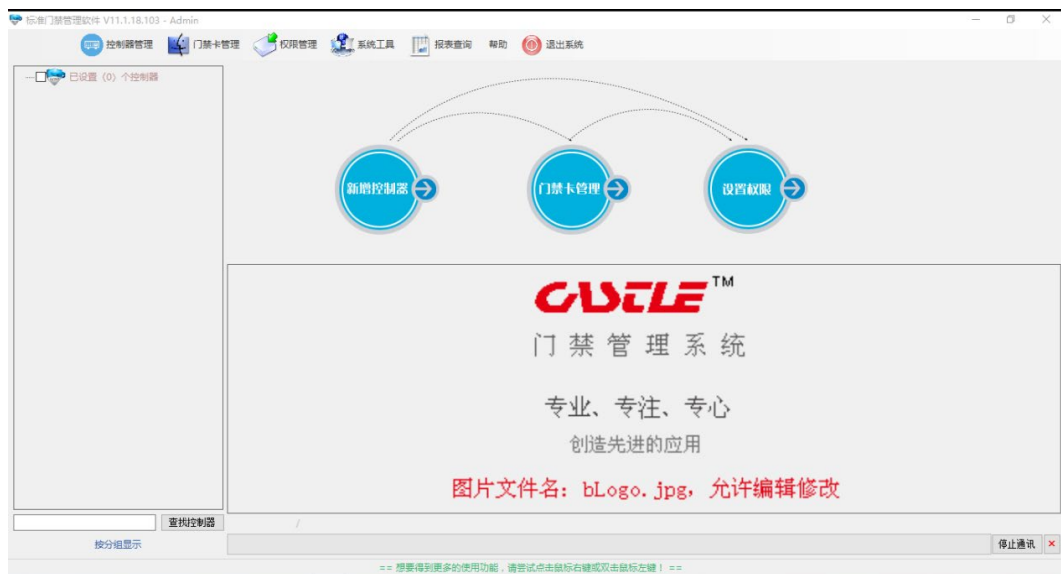 标准门禁管理软件 V11.1.18.103 - Admin
控制器管理 门禁卡管理 权限管理 系统工具 报表查询 帮助 退出系统
已设置（0）个控制器
新增控制器 门禁卡管理 设置权限
CASTLE™
门禁管理系统
专业、专注、专心
创造先进的应用
图片文件名：bLogo.jpg，允许编辑修改
查找控制器 /
按分组显示 停止通讯
== 想要得到更多的使用功能，请尝试点击鼠标右键或双击鼠标左键！ ==